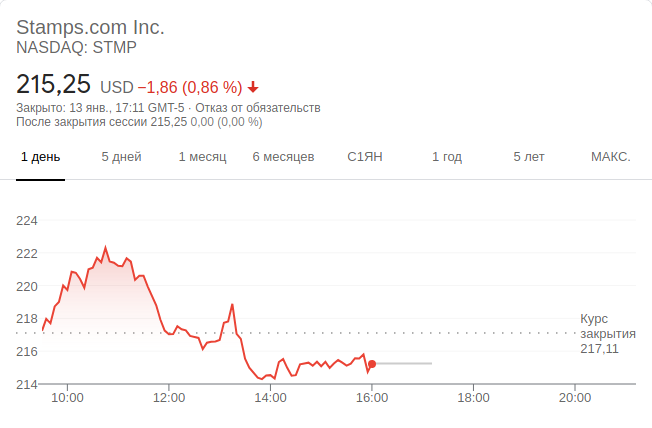 Stamps.com Inc.
NASDAQ: STMP
215,25 USD −1,86 (0,86 %)
Закрыто: 13 янв., 17:11 GMT-5 · Отказ от обязательств
После закрытия сессии 215,25 0,00 (0,00 %)
1 день 5 дней 1 месяц 6 месяцев С1ЯН 1 год 5 лет МАКС.
224
222
220
218
216
214
Курс
закрытия
217,11
10:00 12:00 14:00 16:00 18:00 20:00